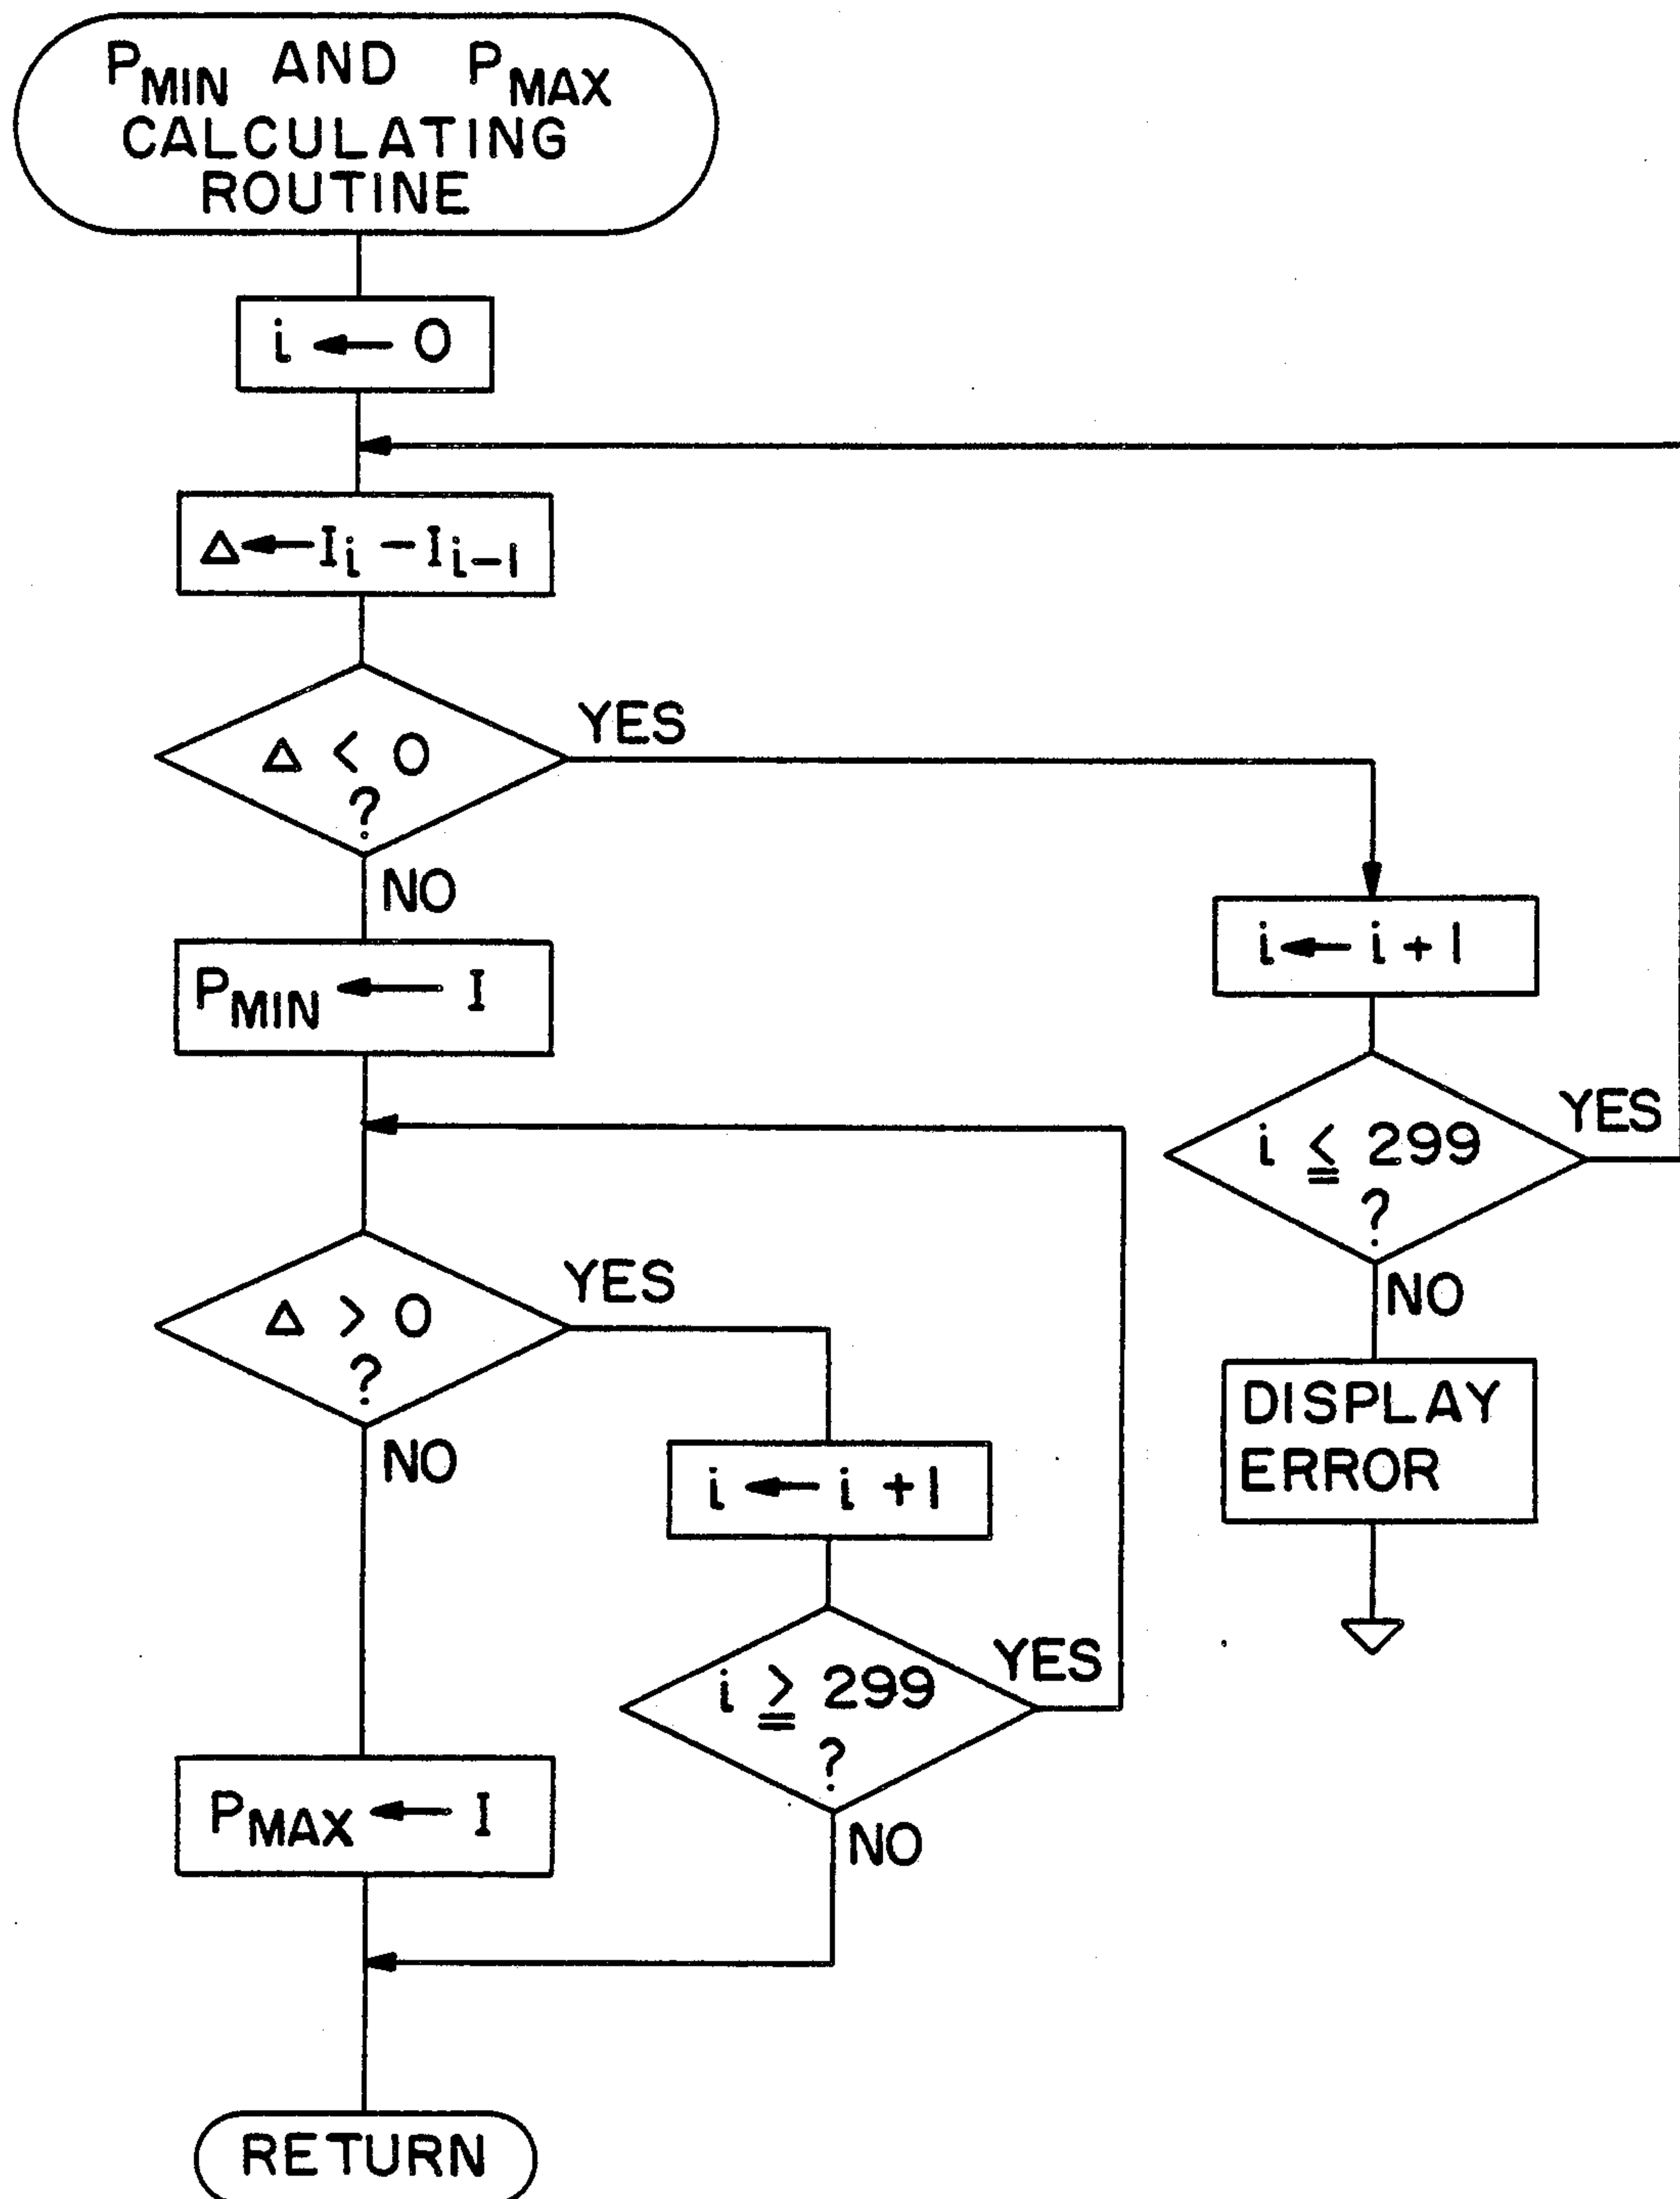 PMIN AND PMAX
CALCULATING
ROUTINE
i ← 0
Δ ← Ii − Ii−1
Δ < 0
?
YES
NO
PMIN ← I
i ← i + 1
i ≦ 299
?
YES
NO
DISPLAY
ERROR
Δ > 0
?
YES
NO
i ← i + 1
i ≧ 299
?
YES
NO
PMAX ← I
RETURN